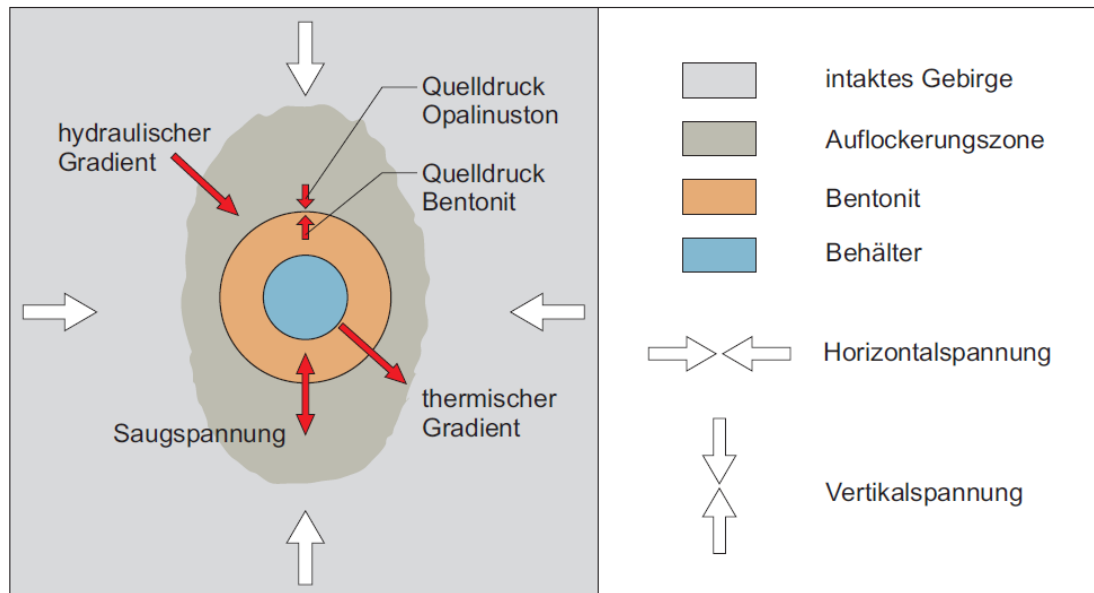 Quelldruck
Opalinuston
hydraulischer
Gradient
Quelldruck
Bentonit
thermischer
Gradient
Saugspannung
intaktes Gebirge
Auflockerungszone
Bentonit
Behälter
Horizontalspannung
Vertikalspannung